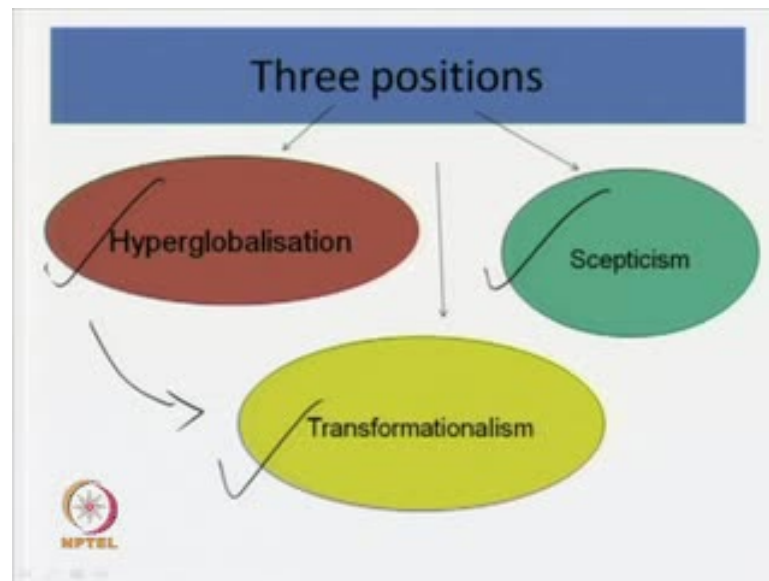 Three positions
Hyperglobalisation
Scepticism
Transformationalism
NPTEL